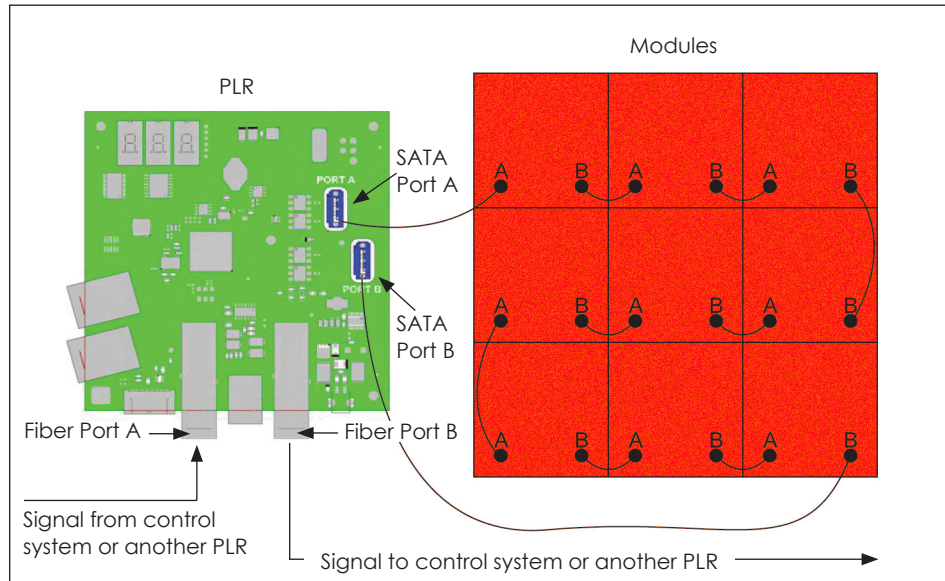 Modules
PLR
SATA
Port A
PORT A
A B A B A B
PORT B
SATA
Port B
A B A B A B
Fiber Port A
Fiber Port B
A B A B A B
Signal from control
system or another PLR
Signal to control system or another PLR